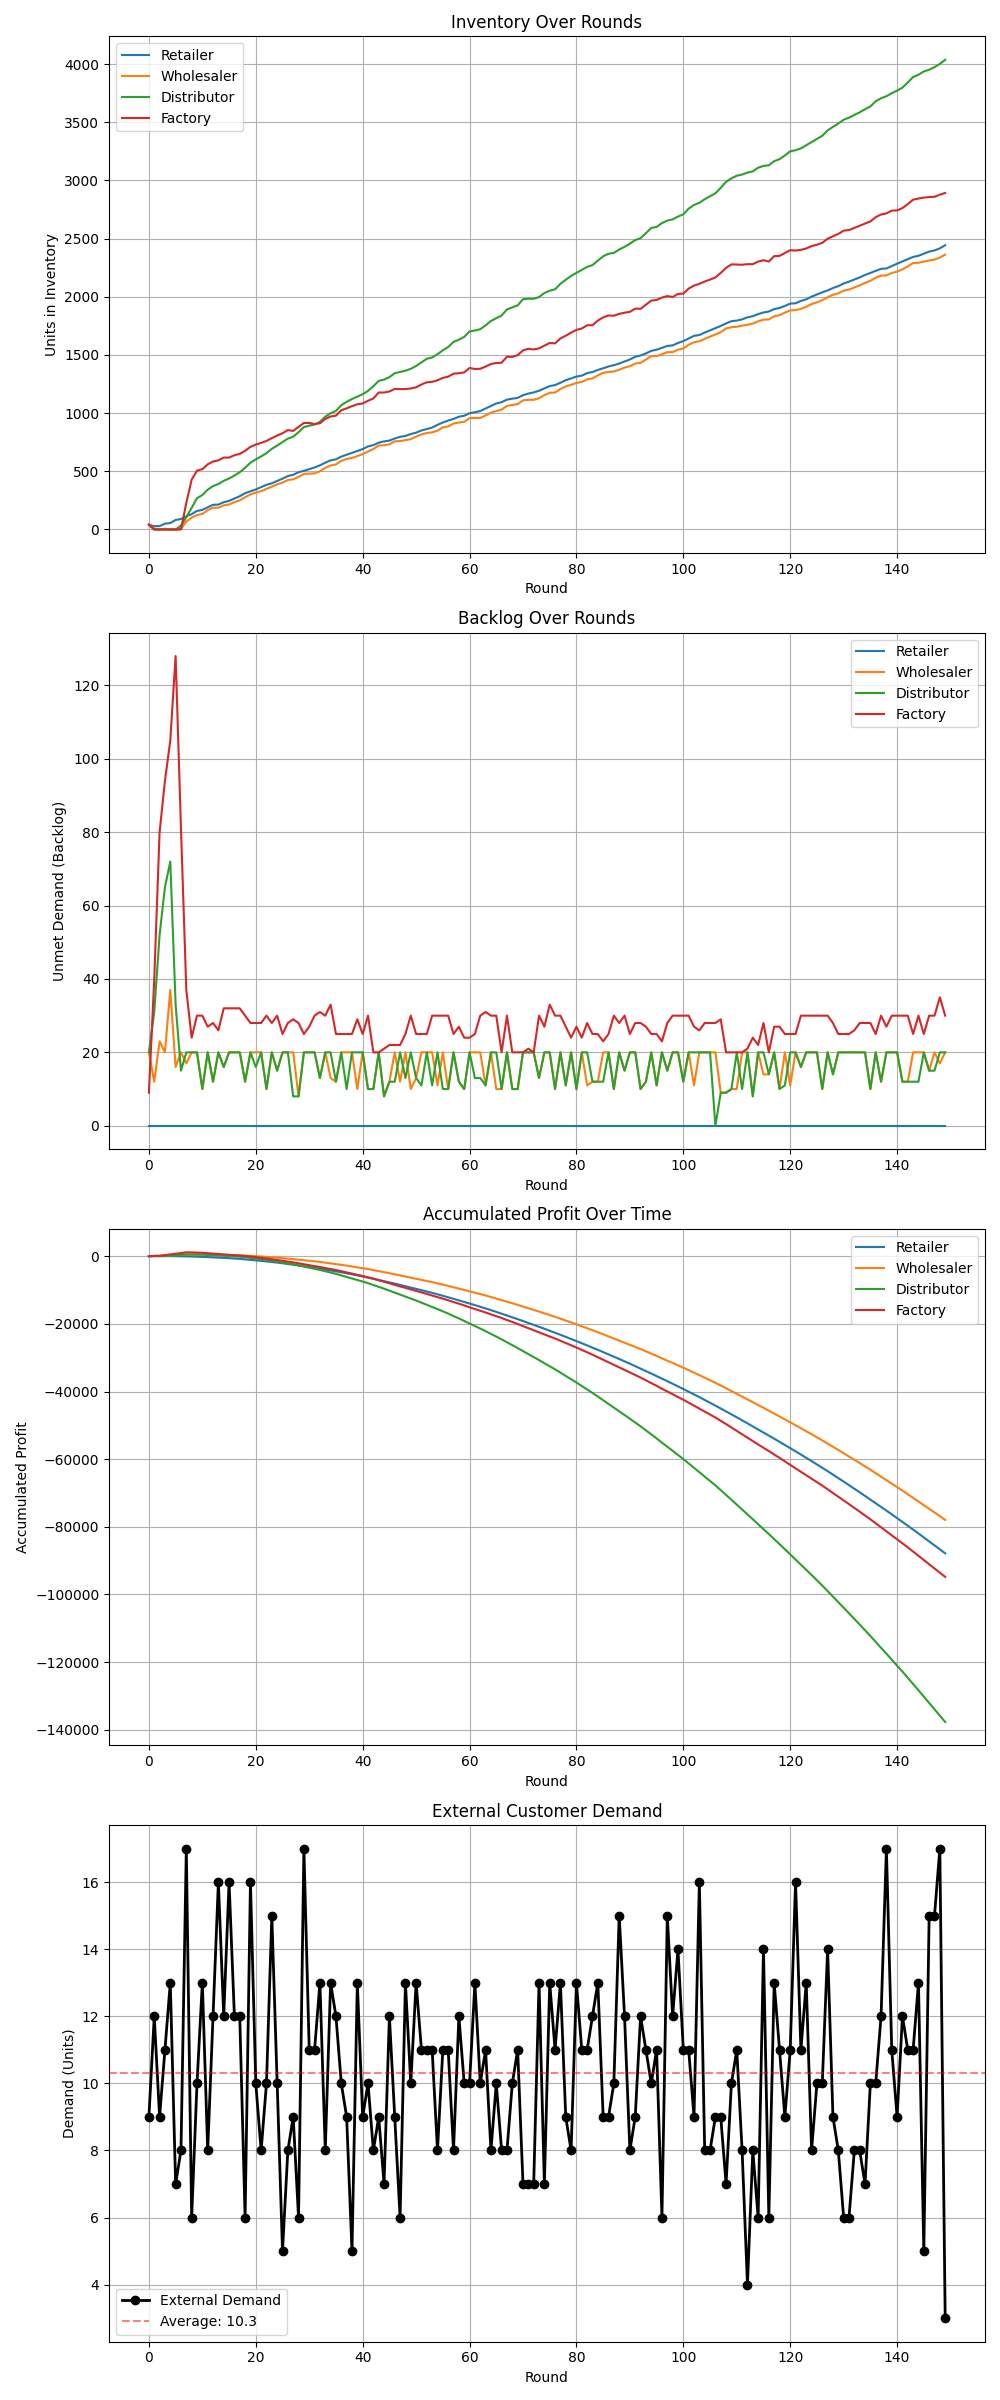 Inventory Over Rounds
Retailer
Wholesaler
Distributor
Factory
Units in Inventory
4000
3500
3000
2500
2000
1500
1000
500
0
0 20 40 60 80 100 120 140
Round
Backlog Over Rounds
Retailer
Wholesaler
Distributor
Factory
Unmet Demand (Backlog)
120
100
80
60
40
20
0
0 20 40 60 80 100 120 140
Round
Accumulated Profit Over Time
Retailer
Wholesaler
Distributor
Factory
Accumulated Profit
0
−20000
−40000
−60000
−80000
−100000
−120000
−140000
0 20 40 60 80 100 120 140
Round
External Customer Demand
Demand (Units)
16
14
12
10
8
6
4
External Demand
Average: 10.3
0 20 40 60 80 100 120 140
Round